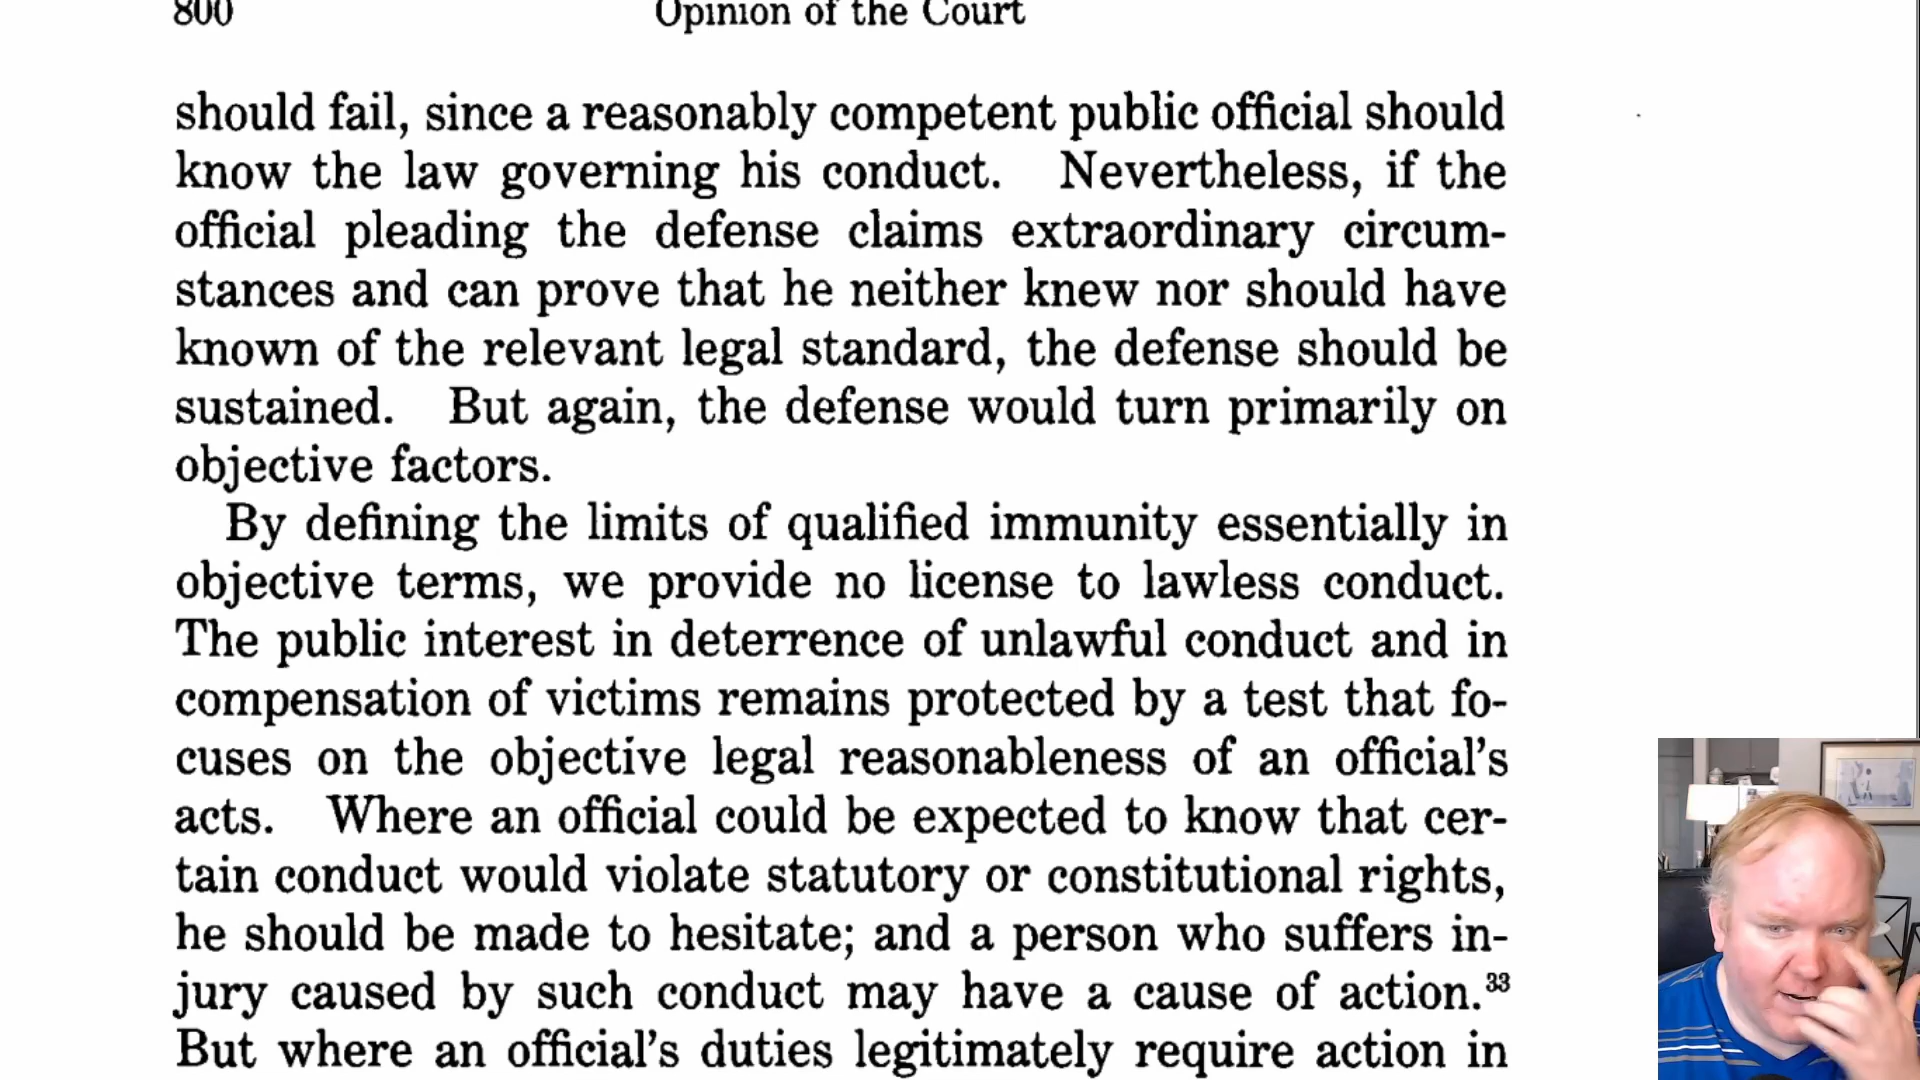 800 Opinion of the Court
should fail, since a reasonably competent public official should
know the law governing his conduct. Nevertheless, if the
official pleading the defense claims extraordinary circum-
stances and can prove that he neither knew nor should have
known of the relevant legal standard, the defense should be
sustained. But again, the defense would turn primarily on
objective factors.
By defining the limits of qualified immunity essentially in
objective terms, we provide no license to lawless conduct.
The public interest in deterrence of unlawful conduct and in
compensation of victims remains protected by a test that fo-
cuses on the objective legal reasonableness of an official's
acts. Where an official could be expected to know that cer-
tain conduct would violate statutory or constitutional rights,
he should be made to hesitate; and a person who suffers in-
jury caused by such conduct may have a cause of action.33
But where an official's duties legitimately require action in